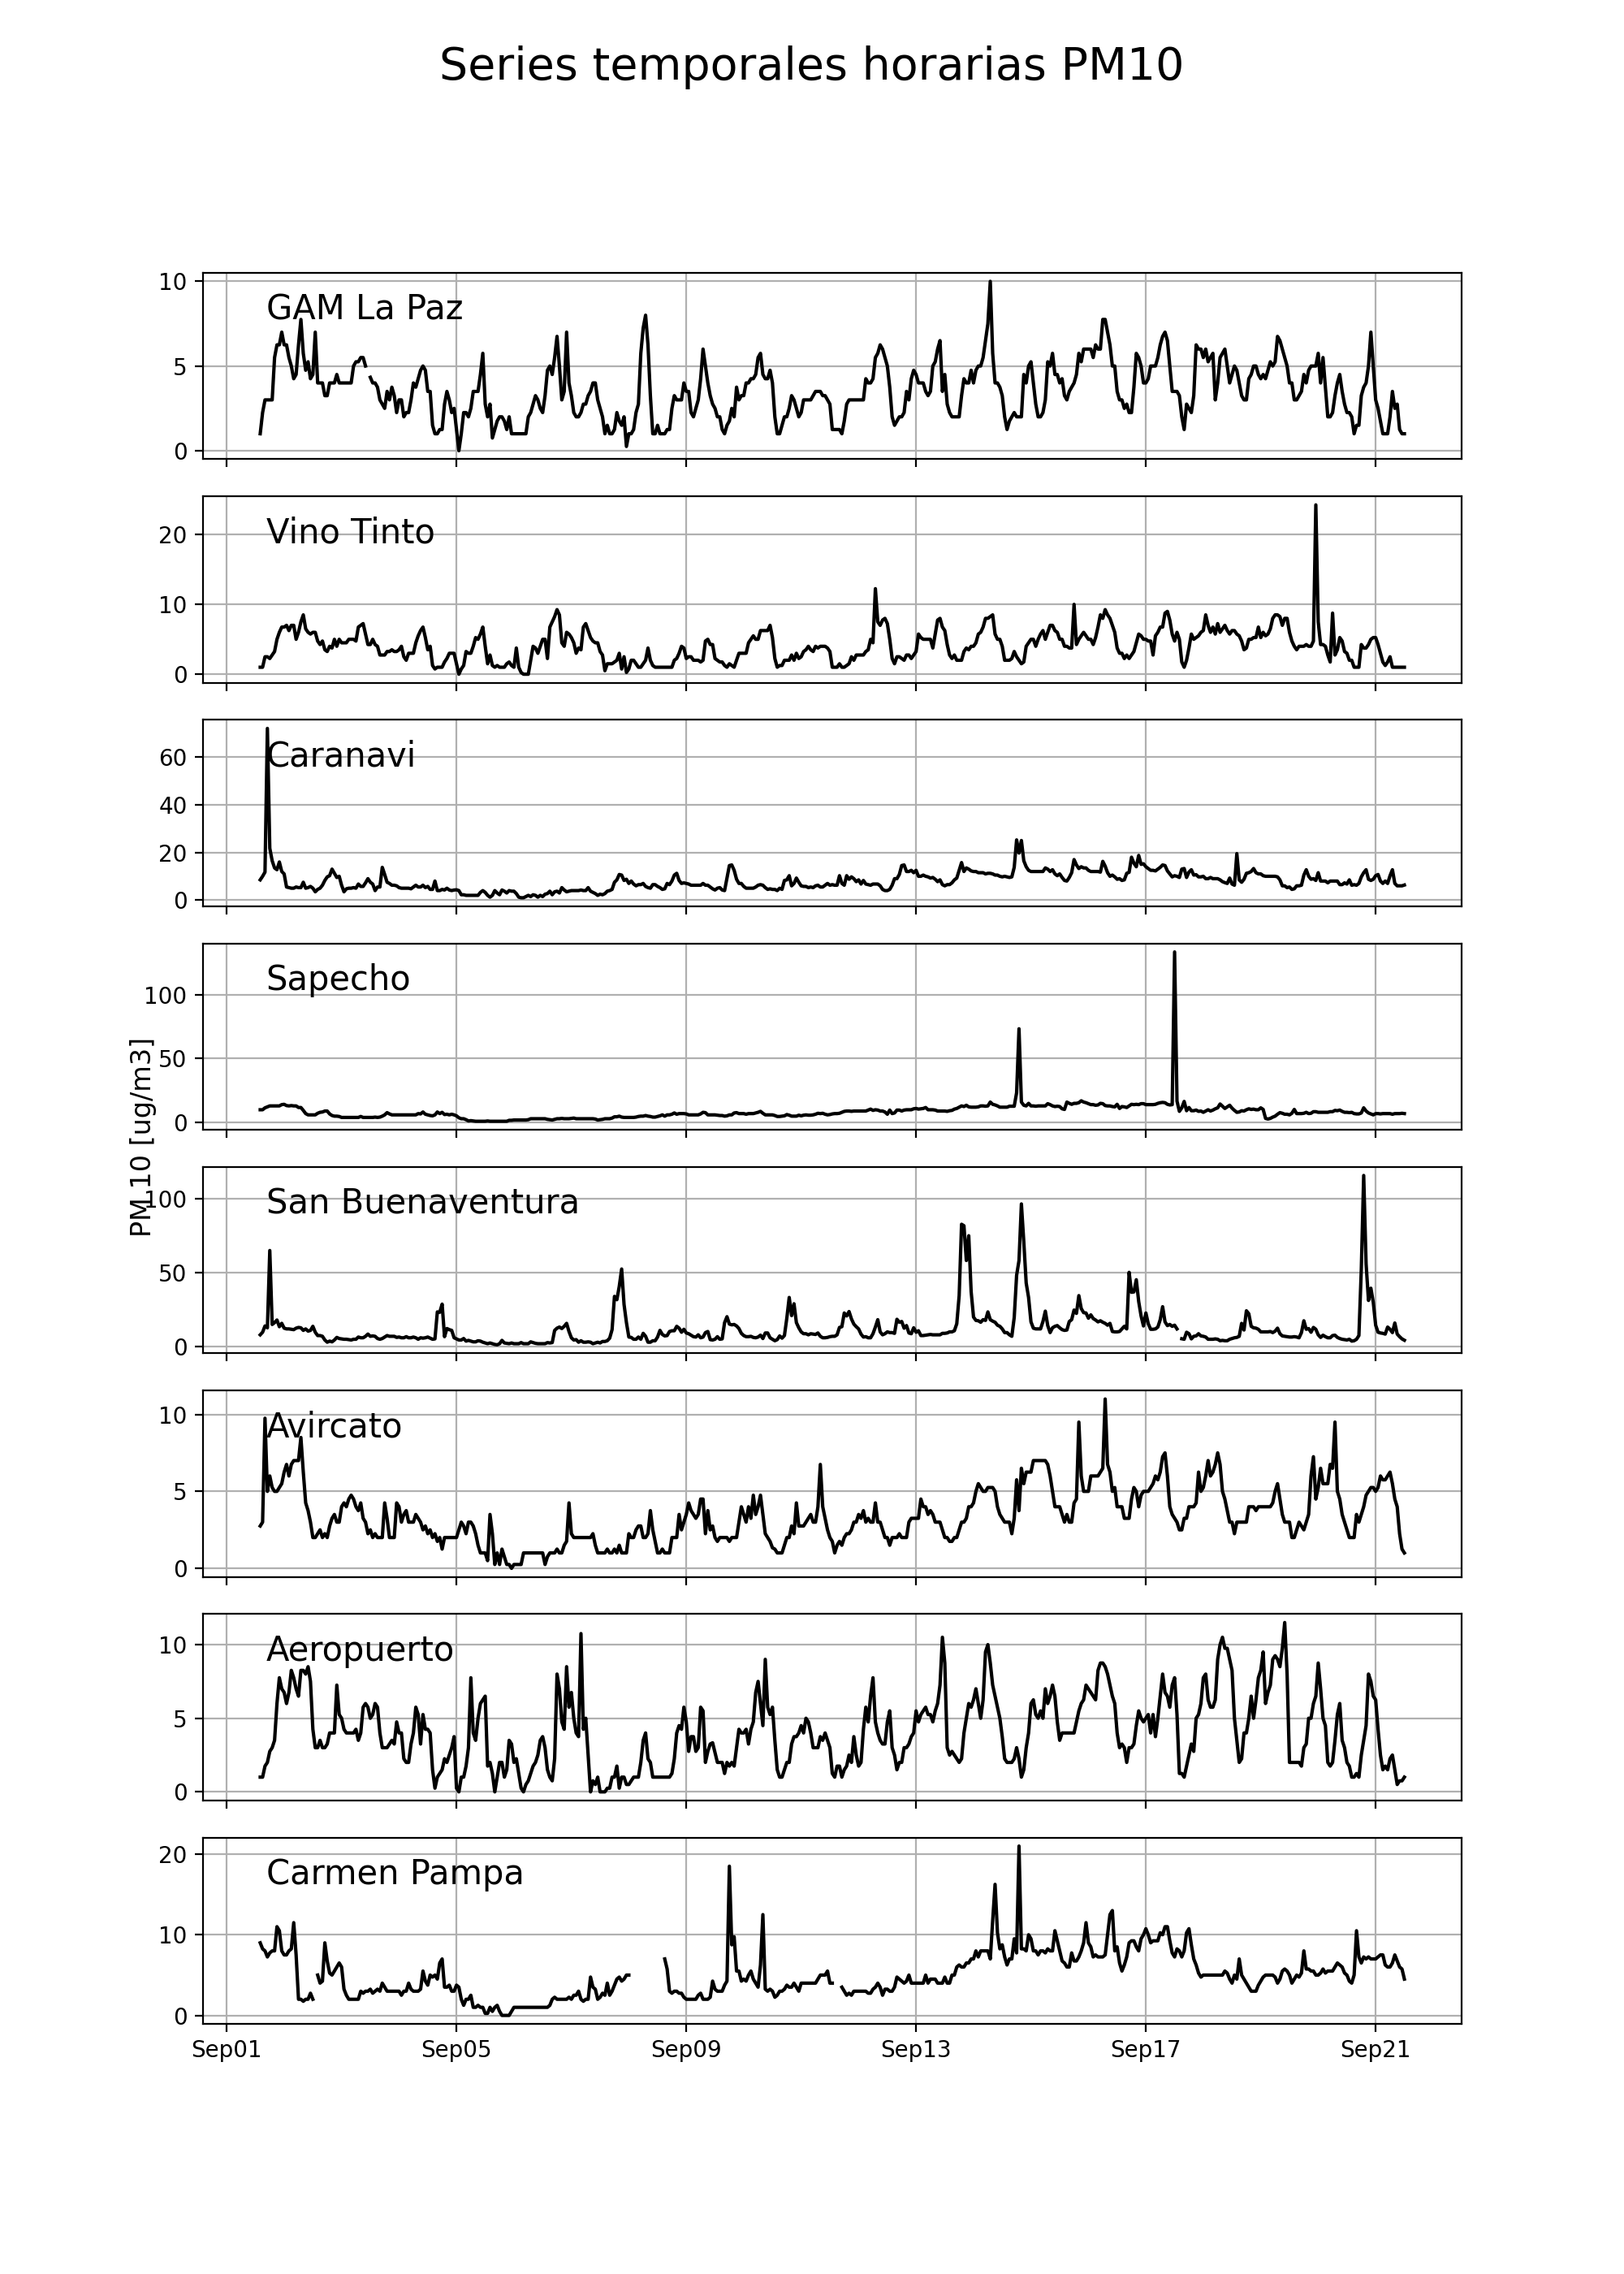 Series temporales horarias PM10
GAM La Paz
10
5
0
Vino Tinto
20
10
0
Caranavi
60
40
20
0
Sapecho
100
50
0
PM 10 [ug/m3]
San Buenaventura
100
50
0
Avircato
10
5
0
Aeropuerto
10
5
0
Carmen Pampa
20
10
0
Sep01 Sep05 Sep09 Sep13 Sep17 Sep21